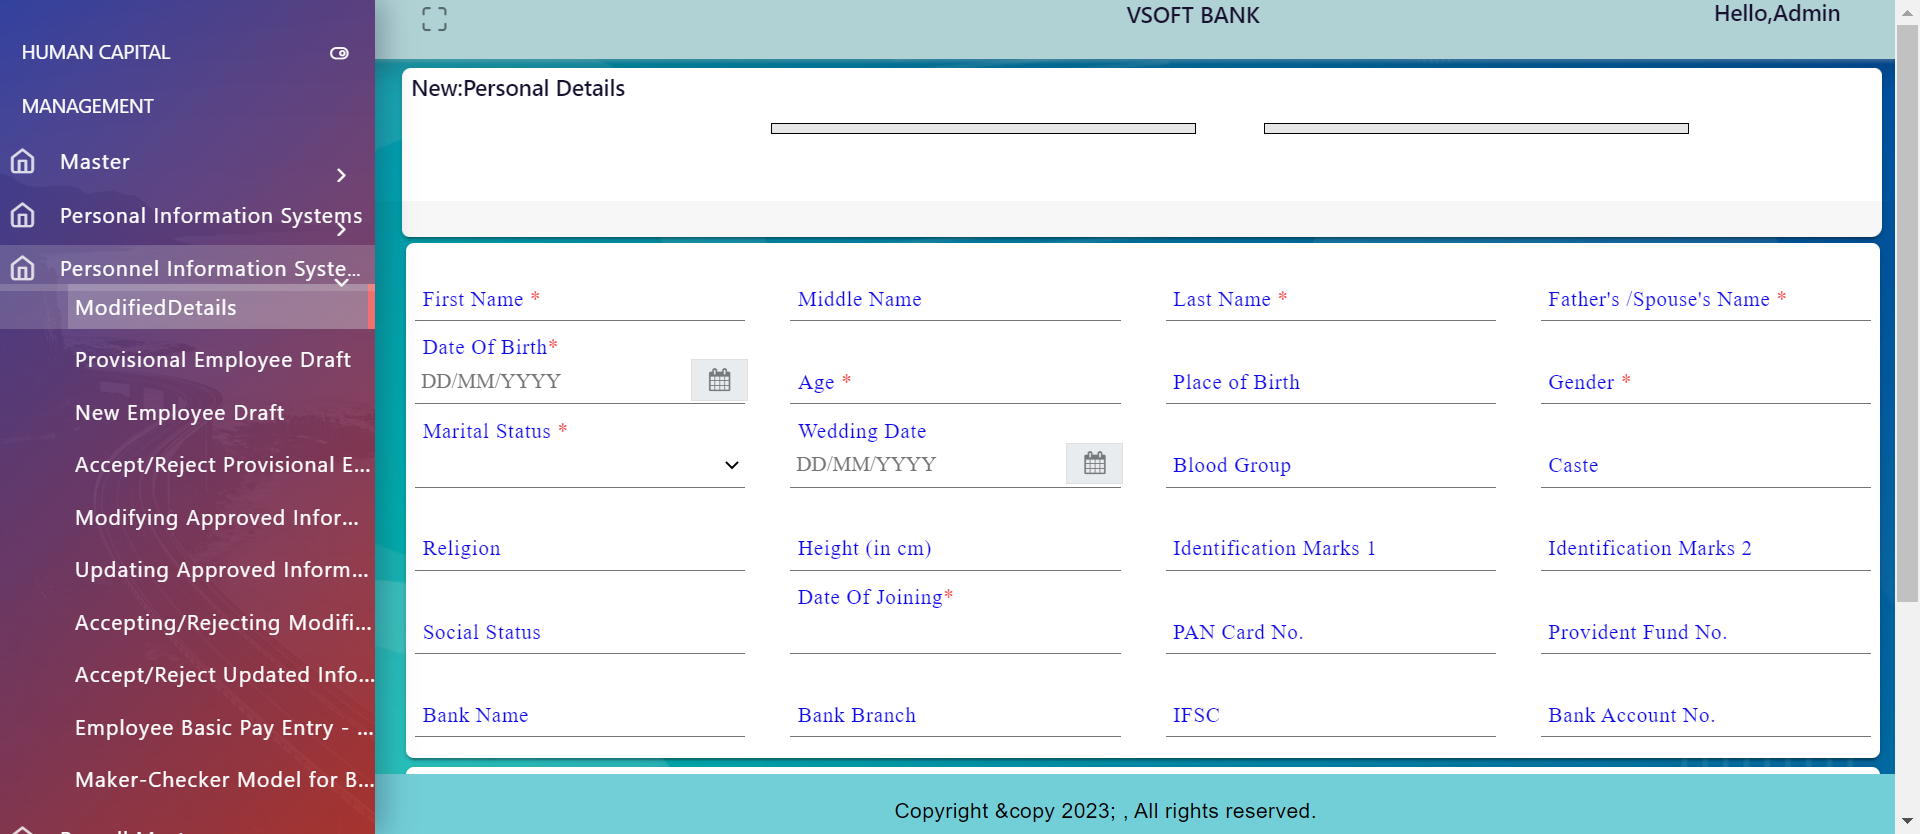 HUMAN CAPITAL
MANAGEMENT
Master
Personal Information Systems
Personnel Information Syste...
ModifiedDetails
Provisional Employee Draft
New Employee Draft
Accept/Reject Provisional E...
Modifying Approved Infor...
Updating Approved Inform...
Accepting/Rejecting Modifi...
Accept/Reject Updated Info...
Employee Basic Pay Entry - ...
Maker-Checker Model for B...
VSOFT BANK
Hello,Admin
New:Personal Details
First Name *
Middle Name
Last Name *
Father's /Spouse's Name *
Date Of Birth*
DD/MM/YYYY
Age *
Place of Birth
Gender *
Marital Status *
Wedding Date
DD/MM/YYYY
Blood Group
Caste
Religion
Height (in cm)
Identification Marks 1
Identification Marks 2
Social Status
Date Of Joining*
PAN Card No.
Provident Fund No.
Bank Name
Bank Branch
IFSC
Bank Account No.
Copyright &copy 2023; , All rights reserved.